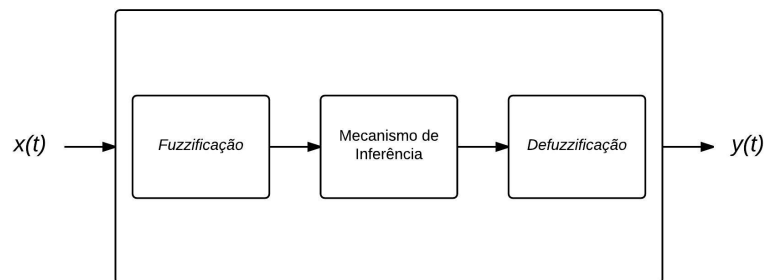 x(t)
Fuzzificação
Mecanismo de
Inferência
Defuzzificação
y(t)